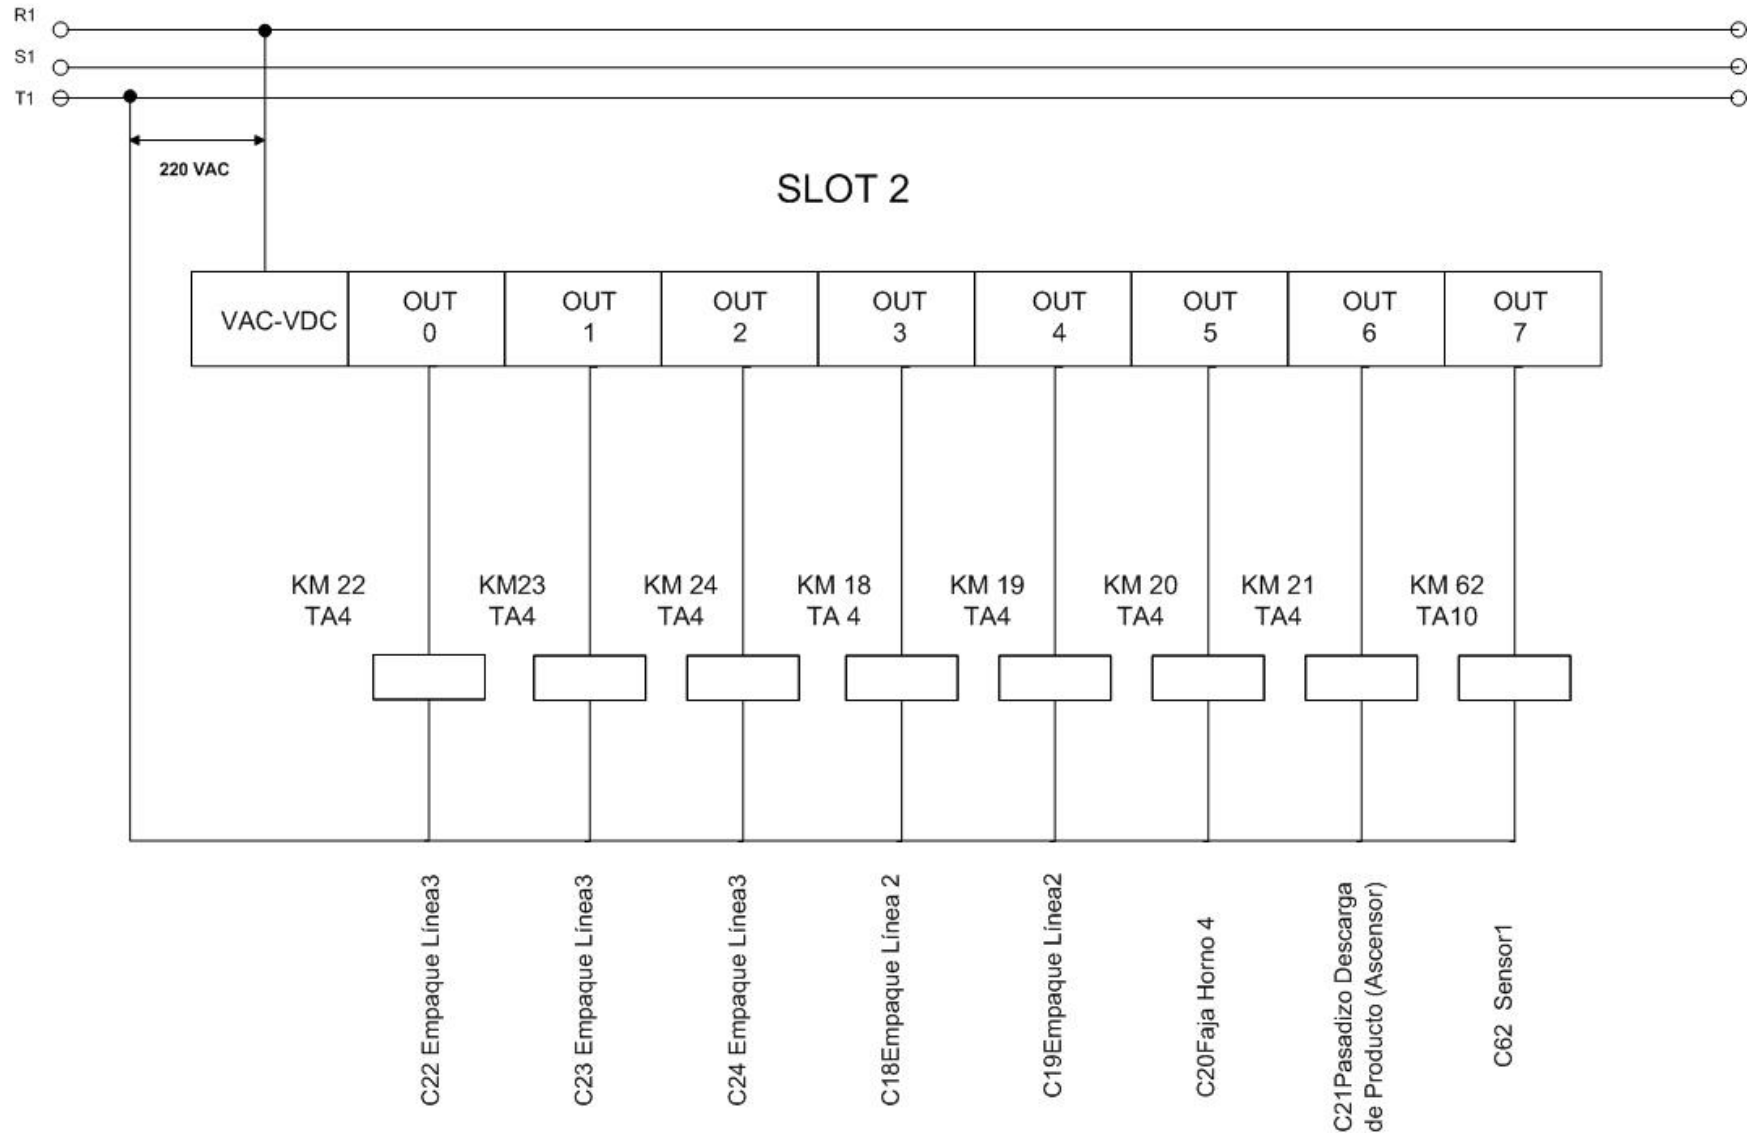 R1
S1
T1
220 VAC
SLOT 2
VAC-VDC
OUT
0
OUT
1
OUT
2
OUT
3
OUT
4
OUT
5
OUT
6
OUT
7
KM 22
TA4
KM23
TA4
KM 24
TA4
KM 18
TA 4
KM 19
TA4
KM 20
TA4
KM 21
TA4
KM 62
TA10
C22 Empaque Línea3
C23 Empaque Línea3
C24 Empaque Línea3
C18Empaque Línea 2
C19Empaque Línea2
C20Faja Horno 4
C21Pasadizo Descarga
de Producto (Ascensor)
C62 Sensor1